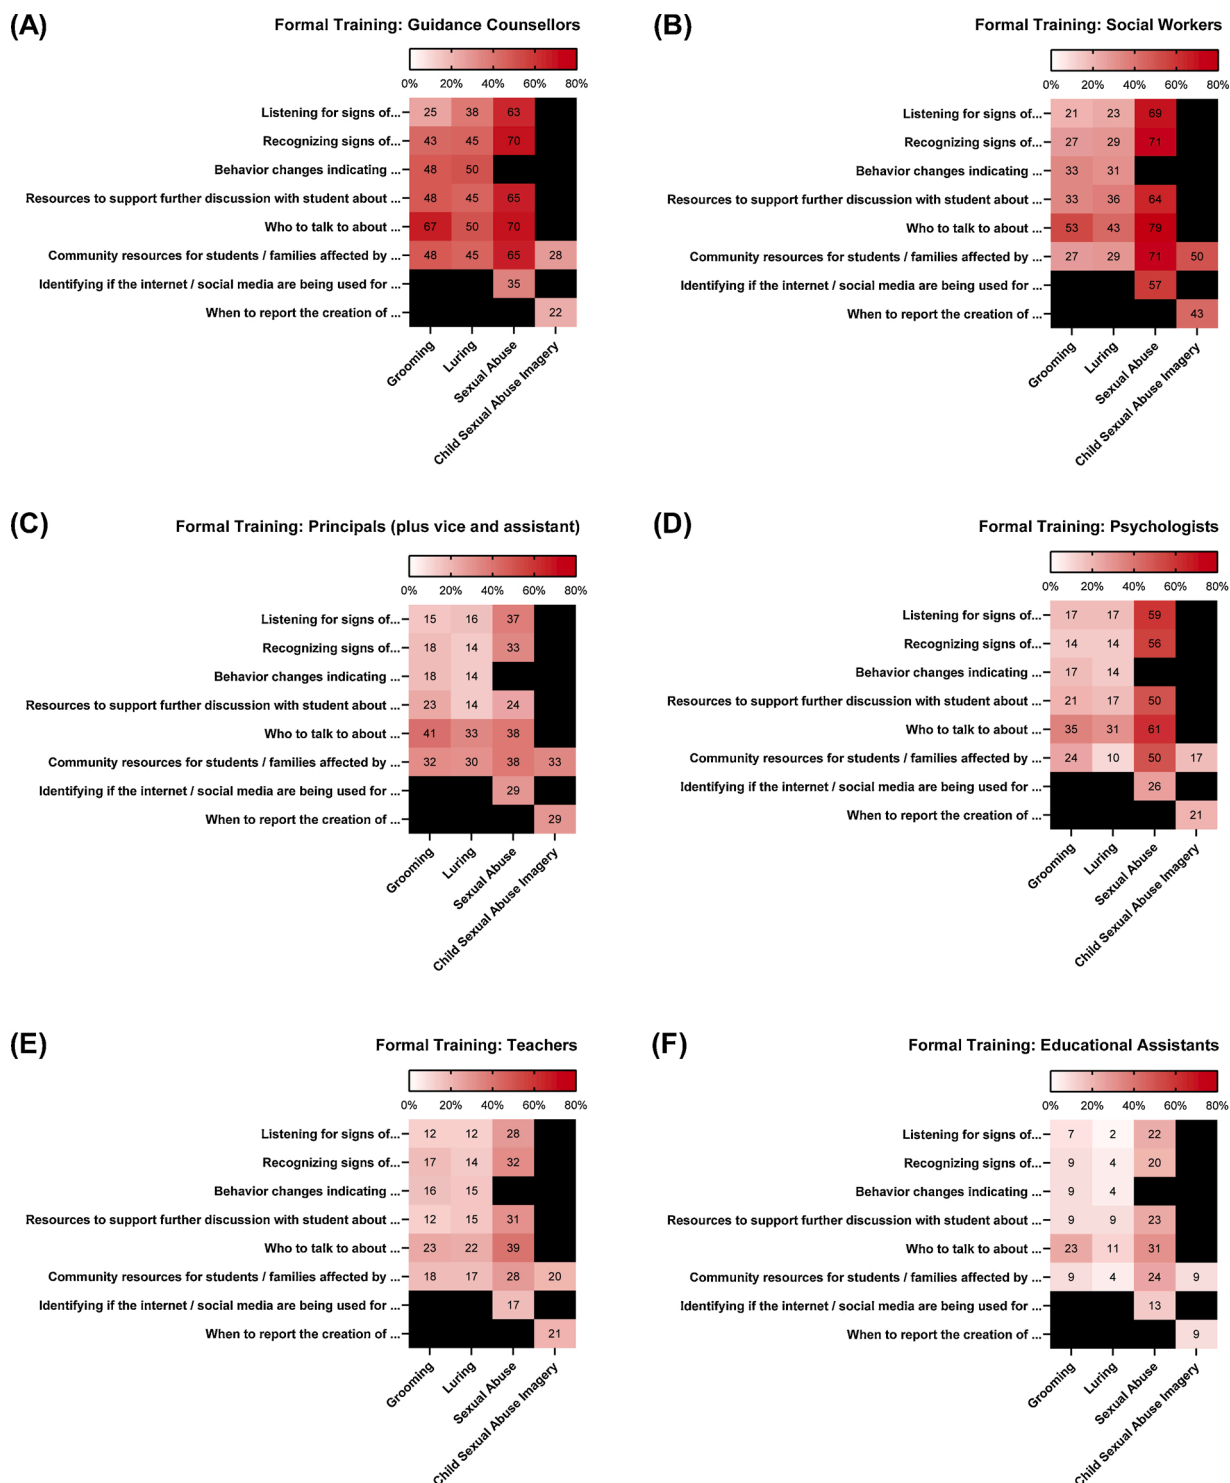 (A)
Formal Training: Guidance Counsellors
0% 20% 40% 60% 80%
Listening for signs of... 25 38 63
Recognizing signs of... 43 45 70
Behavior changes indicating ... 48 50
Resources to support further discussion with student about ... 48 45 65
Who to talk to about ... 67 50 70
Community resources for students / families affected by ... 48 45 65 28
Identifying if the internet / social media are being used for ... 35
When to report the creation of ... 22
Grooming
Luring
Sexual Abuse
Child Sexual Abuse Imagery
(B)
Formal Training: Social Workers
0% 20% 40% 60% 80%
Listening for signs of... 21 23 69
Recognizing signs of... 27 29 71
Behavior changes indicating ... 33 31
Resources to support further discussion with student about ... 33 36 64
Who to talk to about ... 53 43 79
Community resources for students / families affected by ... 27 29 71 50
Identifying if the internet / social media are being used for ... 57
When to report the creation of ... 43
Grooming
Luring
Sexual Abuse
Child Sexual Abuse Imagery
(C)
Formal Training: Principals (plus vice and assistant)
0% 20% 40% 60% 80%
Listening for signs of... 15 16 37
Recognizing signs of... 18 14 33
Behavior changes indicating ... 18 14
Resources to support further discussion with student about ... 23 14 24
Who to talk to about ... 41 33 38
Community resources for students / families affected by ... 32 30 38 33
Identifying if the internet / social media are being used for ... 29
When to report the creation of ... 29
Grooming
Luring
Sexual Abuse
Child Sexual Abuse Imagery
(D)
Formal Training: Psychologists
0% 20% 40% 60% 80%
Listening for signs of... 17 17 59
Recognizing signs of... 14 14 56
Behavior changes indicating ... 17 14
Resources to support further discussion with student about ... 21 17 50
Who to talk to about ... 35 31 61
Community resources for students / families affected by ... 24 10 50 17
Identifying if the internet / social media are being used for ... 26
When to report the creation of ... 21
Grooming
Luring
Sexual Abuse
Child Sexual Abuse Imagery
(E)
Formal Training: Teachers
0% 20% 40% 60% 80%
Listening for signs of... 12 12 28
Recognizing signs of... 17 14 32
Behavior changes indicating ... 16 15
Resources to support further discussion with student about ... 12 15 31
Who to talk to about ... 23 22 39
Community resources for students / families affected by ... 18 17 28 20
Identifying if the internet / social media are being used for ... 17
When to report the creation of ... 21
Grooming
Luring
Sexual Abuse
Child Sexual Abuse Imagery
(F)
Formal Training: Educational Assistants
0% 20% 40% 60% 80%
Listening for signs of... 7 2 22
Recognizing signs of... 9 4 20
Behavior changes indicating ... 9 4
Resources to support further discussion with student about ... 9 9 23
Who to talk to about ... 23 11 31
Community resources for students / families affected by ... 9 4 24 9
Identifying if the internet / social media are being used for ... 13
When to report the creation of ... 9
Grooming
Luring
Sexual Abuse
Child Sexual Abuse Imagery